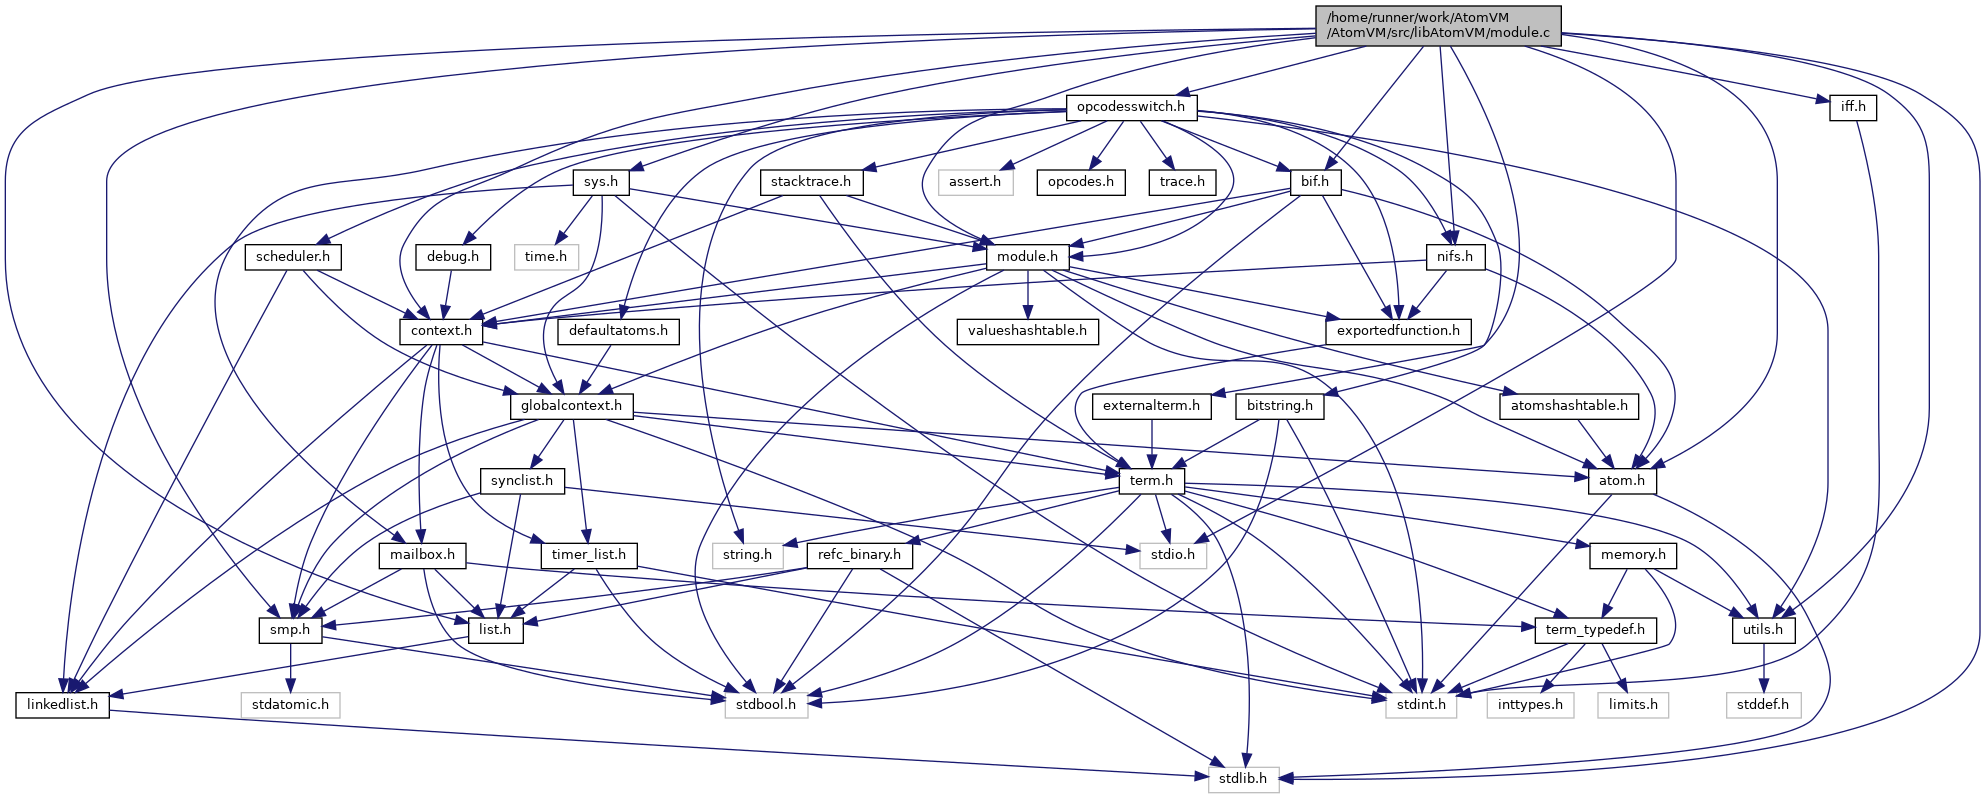 /home/runner/work/AtomVM
/AtomVM/src/libAtomVM/module.c
opcodesswitch.h
iff.h
sys.h
stacktrace.h
assert.h
opcodes.h
trace.h
bif.h
scheduler.h
debug.h
time.h
module.h
nifs.h
context.h
defaultatoms.h
valueshashtable.h
exportedfunction.h
globalcontext.h
externalterm.h
bitstring.h
atomshashtable.h
synclist.h
term.h
atom.h
mailbox.h
timer_list.h
string.h
refc_binary.h
stdio.h
memory.h
smp.h
list.h
term_typedef.h
utils.h
linkedlist.h
stdatomic.h
stdbool.h
stdint.h
inttypes.h
limits.h
stddef.h
stdlib.h